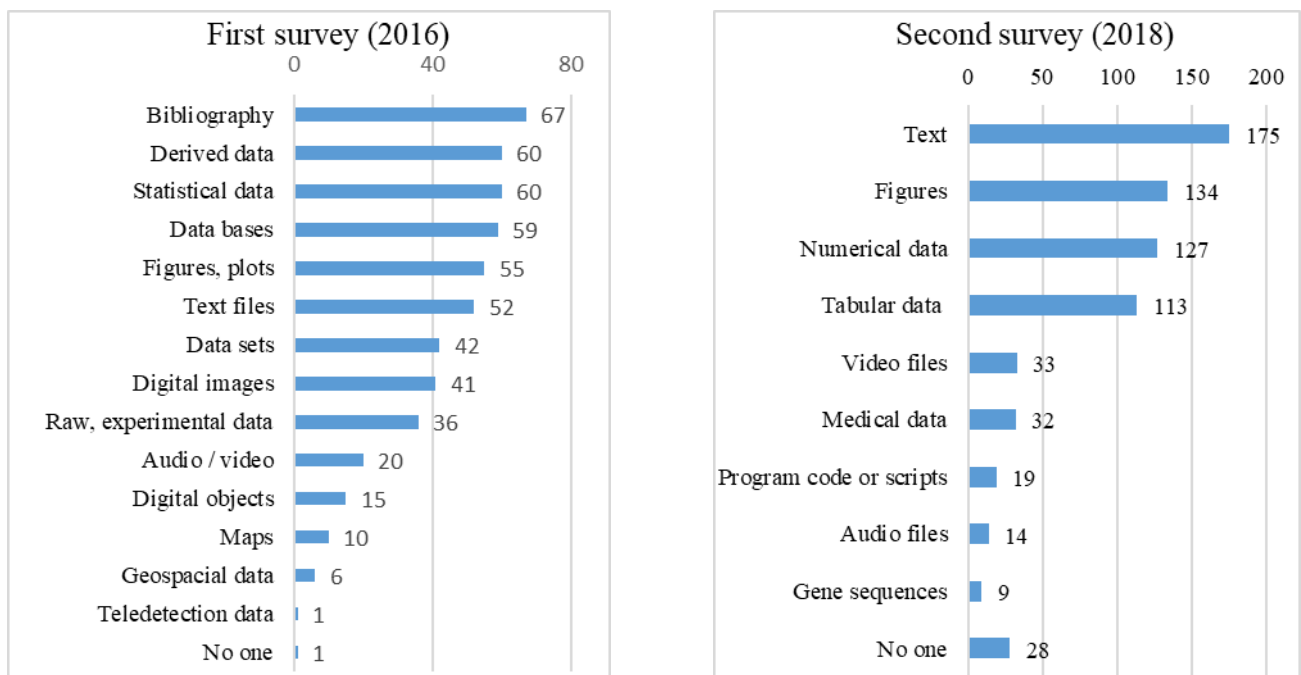 First survey (2016)
0 40 80
Bibliography 67
Derived data 60
Statistical data 60
Data bases 59
Figures, plots 55
Text files 52
Data sets 42
Digital images 41
Raw, experimental data 36
Audio / video 20
Digital objects 15
Maps 10
Geospacial data 6
Teledetection data 1
No one 1
Second survey (2018)
0 50 100 150 200
Text 175
Figures 134
Numerical data 127
Tabular data 113
Video files 33
Medical data 32
Program code or scripts 19
Audio files 14
Gene sequences 9
No one 28